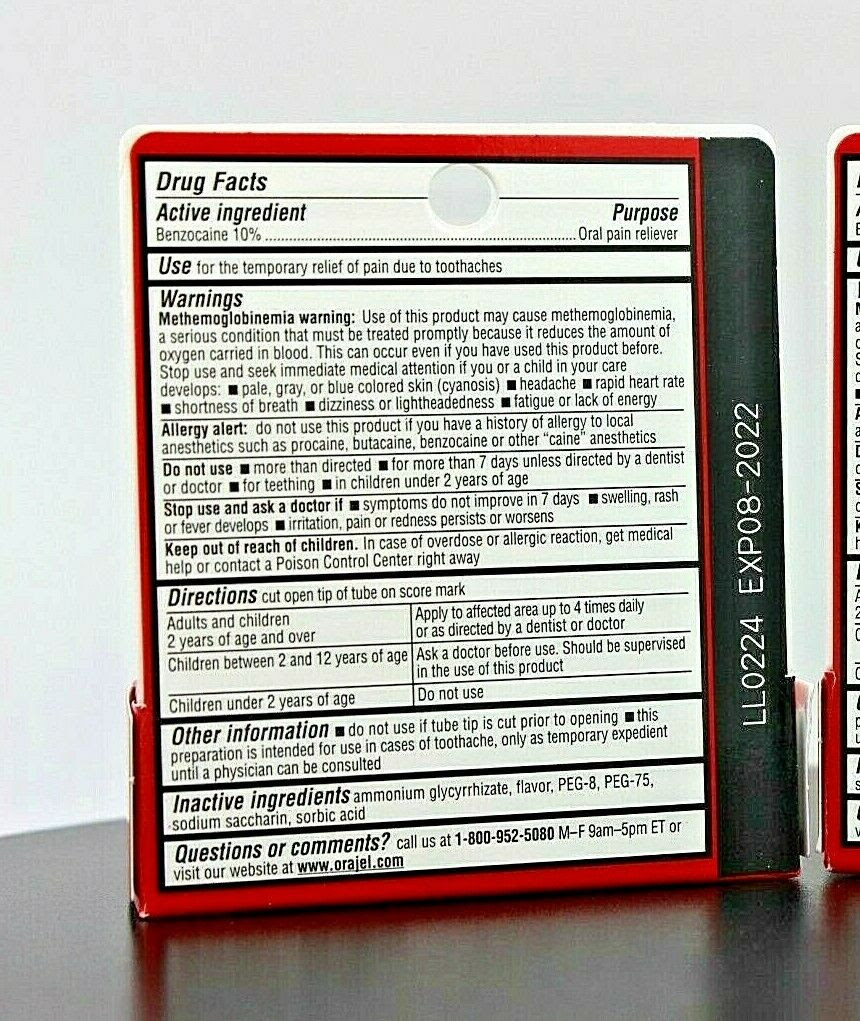 Drug Facts
Active ingredient Purpose
Benzocaine 10% ........ Oral pain reliever
Use for the temporary relief of pain due to toothaches
Warnings
Methemoglobinemia warning: Use of this product may cause methemoglobinemia,
a serious condition that must be treated promptly because it reduces the amount of
oxygen carried in blood. This can occur even if you have used this product before.
Stop use and seek immediate medical attention if you or a child in your care
develops: ■ pale, gray, or blue colored skin (cyanosis) ■ headache ■ rapid heart rate
■ shortness of breath ■ dizziness or lightheadedness ■ fatigue or lack of energy
Allergy alert: do not use this product if you have a history of allergy to local
anesthetics such as procaine, butacaine, benzocaine or other “caine” anesthetics
Do not use ■ more than directed ■ for more than 7 days unless directed by a dentist
or doctor ■ for teething ■ in children under 2 years of age
Stop use and ask a doctor if ■ symptoms do not improve in 7 days ■ swelling, rash
or fever develops ■ irritation, pain or redness persists or worsens
Keep out of reach of children. In case of overdose or allergic reaction, get medical
help or contact a Poison Control Center right away
Directions cut open tip of tube on score mark
Adults and children
2 years of age and over
Apply to affected area up to 4 times daily
or as directed by a dentist or doctor
Children between 2 and 12 years of age
Ask a doctor before use. Should be supervised
in the use of this product
Children under 2 years of age
Do not use
Other information ■ do not use if tube tip is cut prior to opening ■ this
preparation is intended for use in cases of toothache, only as temporary expedient
until a physician can be consulted
Inactive ingredients ammonium glycyrrhizate, flavor, PEG-8, PEG-75,
sodium saccharin, sorbic acid
Questions or comments? call us at 1-800-952-5080 M–F 9am–5pm ET or
visit our website at www.orajel.com
LL0224 EXP08-2022